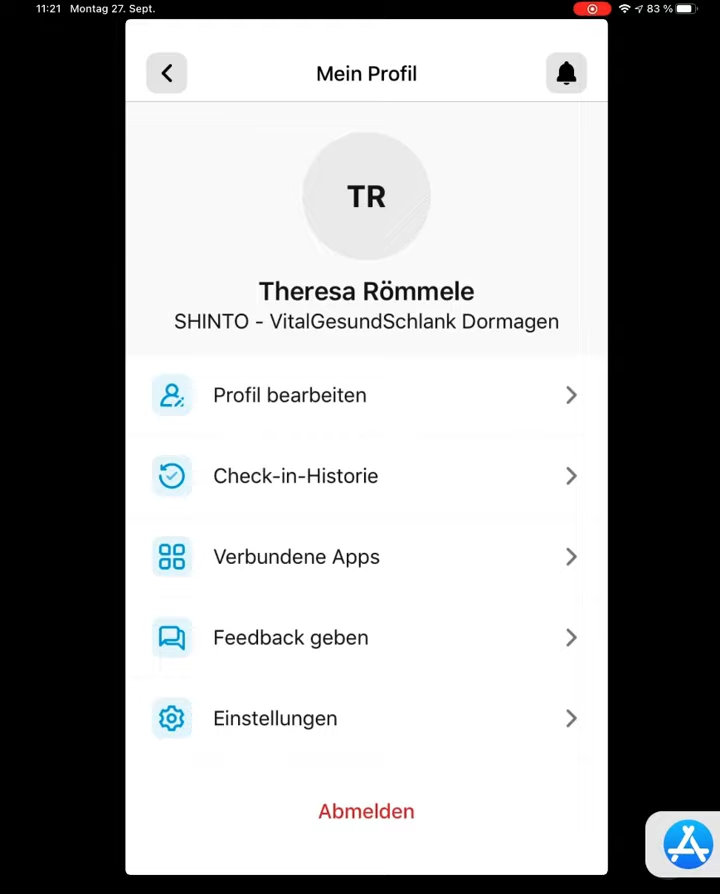 11:21 Montag 27. Sept.
83 %
Mein Profil
TR
Theresa Römmele
SHINTO - VitalGesundSchlank Dormagen
Profil bearbeiten
Check-in-Historie
Verbundene Apps
Feedback geben
Einstellungen
Abmelden